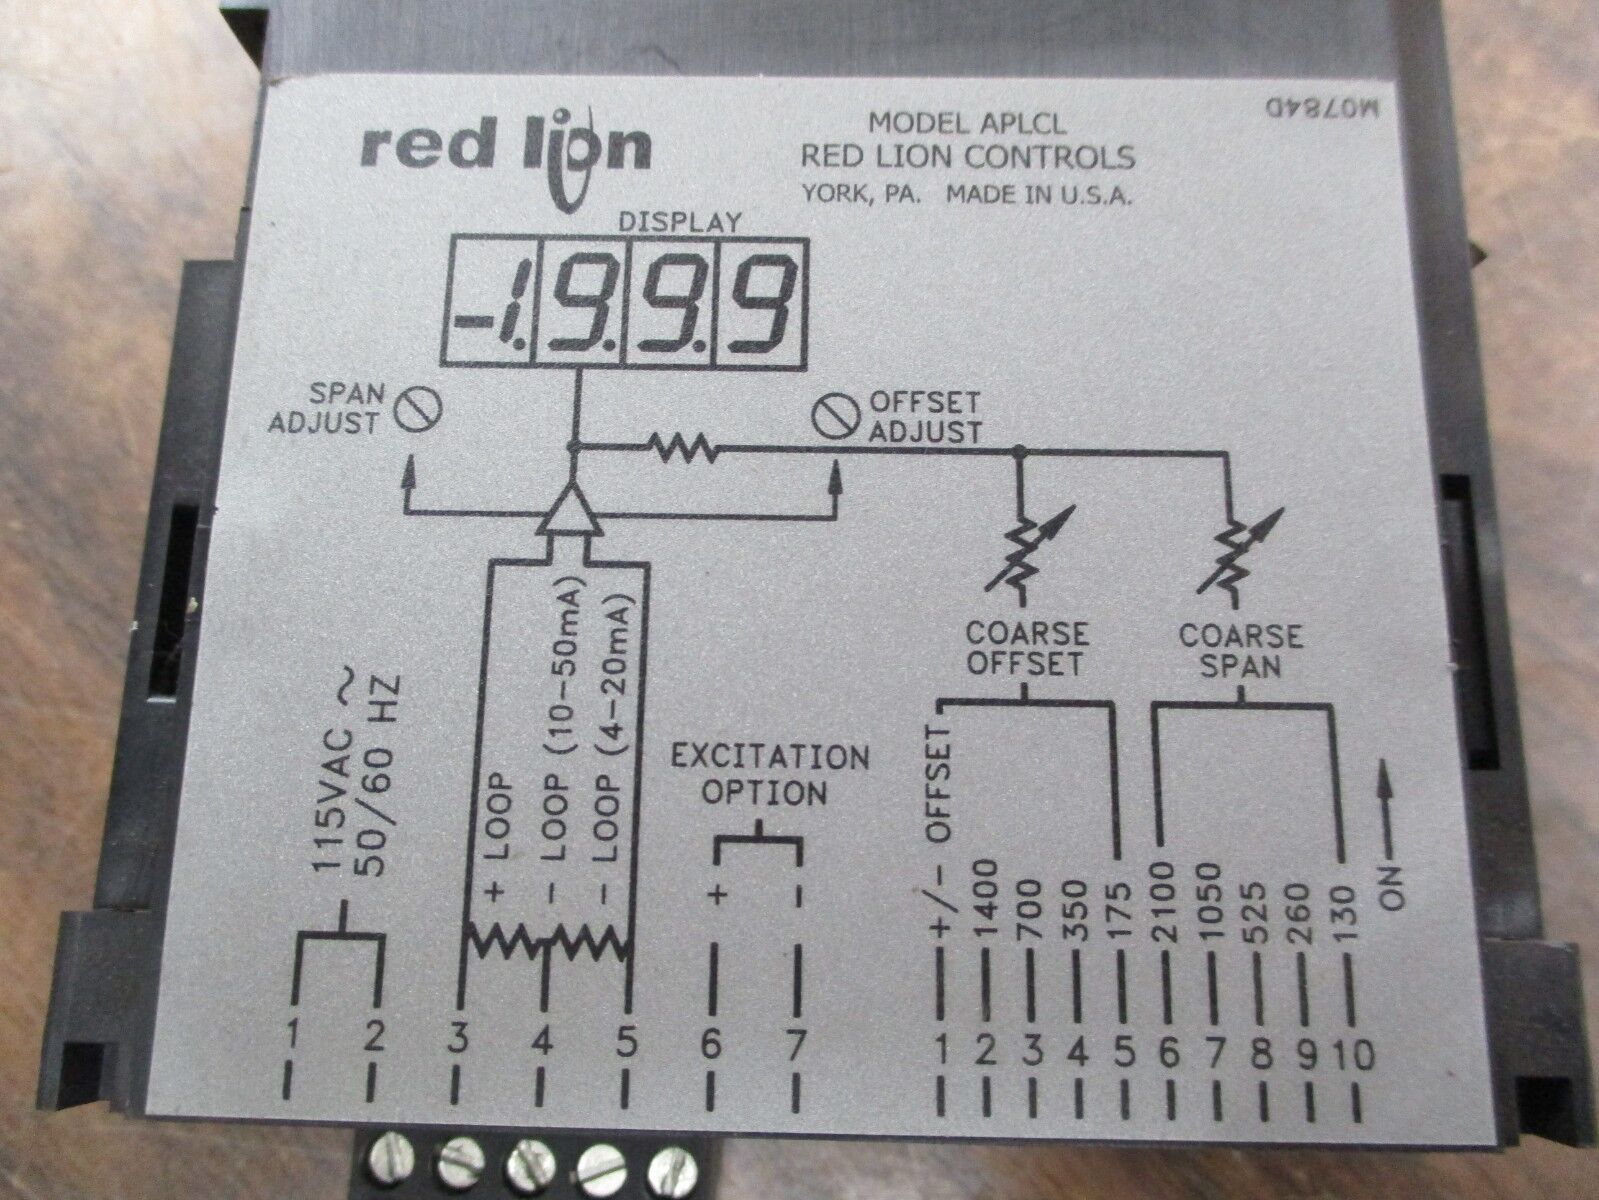 red lion
MODEL APLCL
RED LION CONTROLS
YORK, PA. MADE IN U.S.A.
M0784D
DISPLAY
-1.9.9.9
SPAN
ADJUST
OFFSET
ADJUST
COARSE
OFFSET
COARSE
SPAN
115VAC ~
50/60 HZ
+ LOOP
- LOOP (10-50mA)
- LOOP (4-20mA)
EXCITATION
OPTION
+ -
+/- OFFSET
1400
700
350
175
2100
1050
525
260
130
ON
1 2 3 4 5 6 7
1 2 3 4 5 6 7 8 9 10